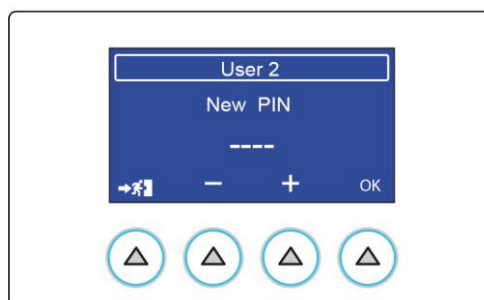 User 2
New PIN
----
− + OK